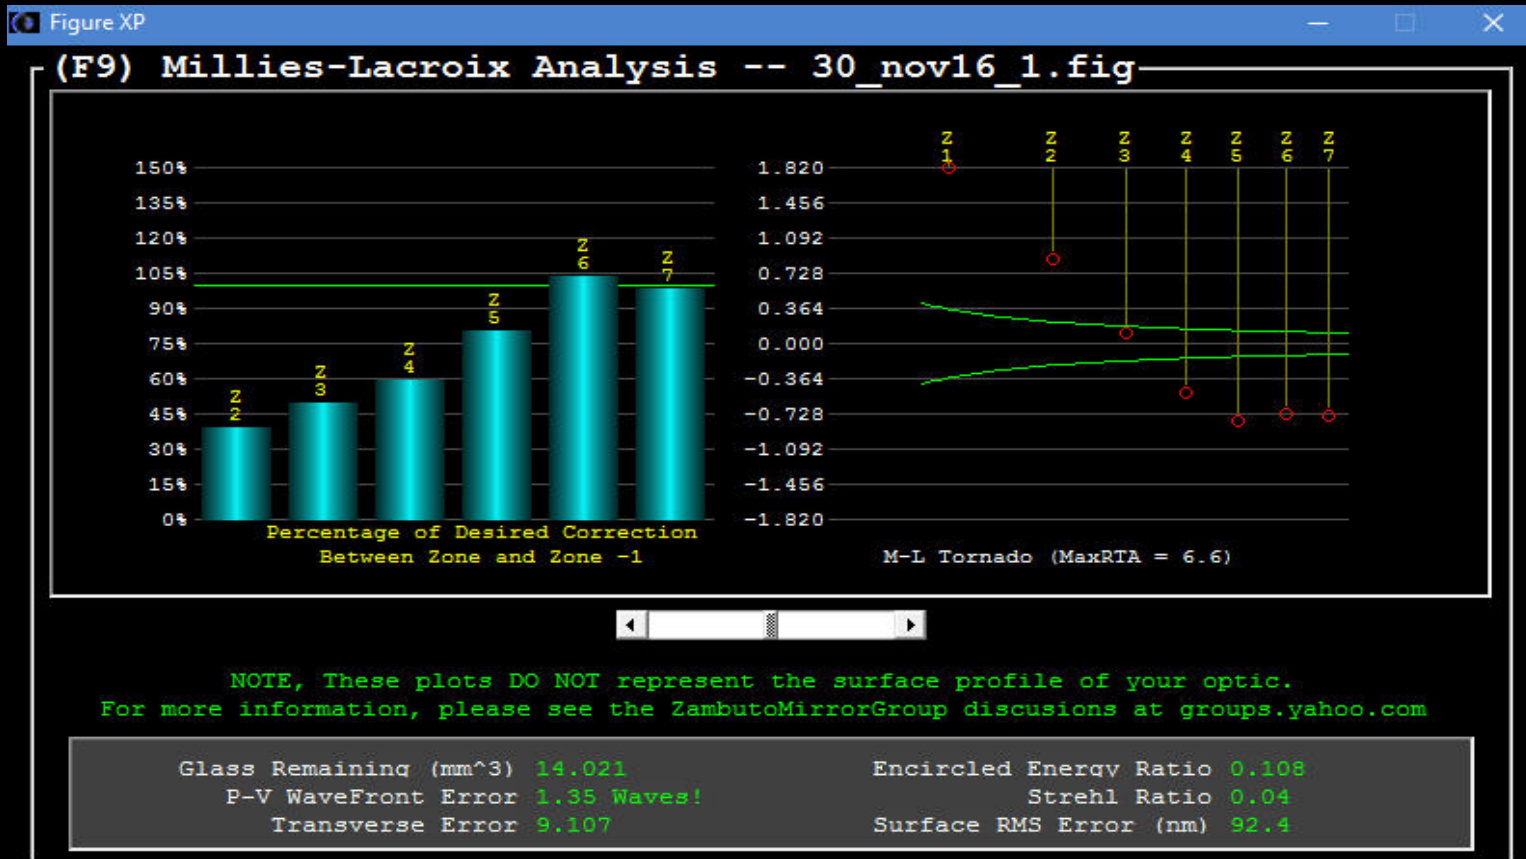 Figure XP
(F9) Millies-Lacroix Analysis -- 30_nov16_1.fig
150%
135%
120%
105%
90%
75%
60%
45%
30%
15%
0%
Z 2
Z 3
Z 4
Z 5
Z 6
Z 7
Percentage of Desired Correction
Between Zone and Zone -1
1.820
1.456
1.092
0.728
0.364
0.000
-0.364
-0.728
-1.092
-1.456
-1.820
Z 1
Z 2
Z 3
Z 4
Z 5
Z 6
Z 7
M-L Tornado (MaxRTA = 6.6)
NOTE, These plots DO NOT represent the surface profile of your optic.
For more information, please see the ZambutoMirrorGroup discusions at groups.yahoo.com
Glass Remaining (mm^3) 14.021
P-V WaveFront Error 1.35 Waves!
Transverse Error 9.107
Encircled Energy Ratio 0.108
Strehl Ratio 0.04
Surface RMS Error (nm) 92.4